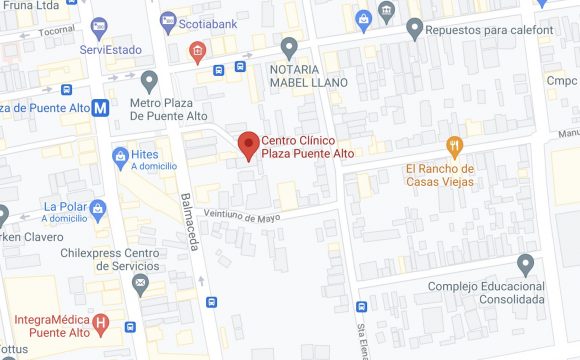 Fruna Ltda
Tocornal
Scotiabank
ServiEstado
Repuestos para calefont
NOTARIA
MABEL LLANO
Cmpc
Metro Plaza
De Puente Alto
za de Puente Alto
M
Centro Clínico
Plaza Puente Alto
Manu
Hites
A domicilio
El Rancho de
Casas Viejas
La Polar
A domicilio
Balmaceda
Veintiuno de Mayo
rken Clavero
Chilexpress Centro
de Servicios
Complejo Educacional
Consolidada
IntegraMédica
Puente Alto
H
Sta Elena
Tottus